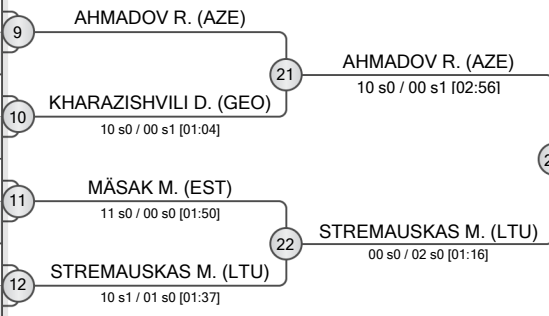 AHMADOV R. (AZE)
9
21
AHMADOV R. (AZE)
10 s0 / 00 s1 [02:56]
KHARAZISHVILI D. (GEO)
10
10 s0 / 00 s1 [01:04]
MÄSAK M. (EST)
11
11 s0 / 00 s0 [01:50]
22
STREMAUSKAS M. (LTU)
00 s0 / 02 s0 [01:16]
STREMAUSKAS M. (LTU)
12
10 s1 / 01 s0 [01:37]